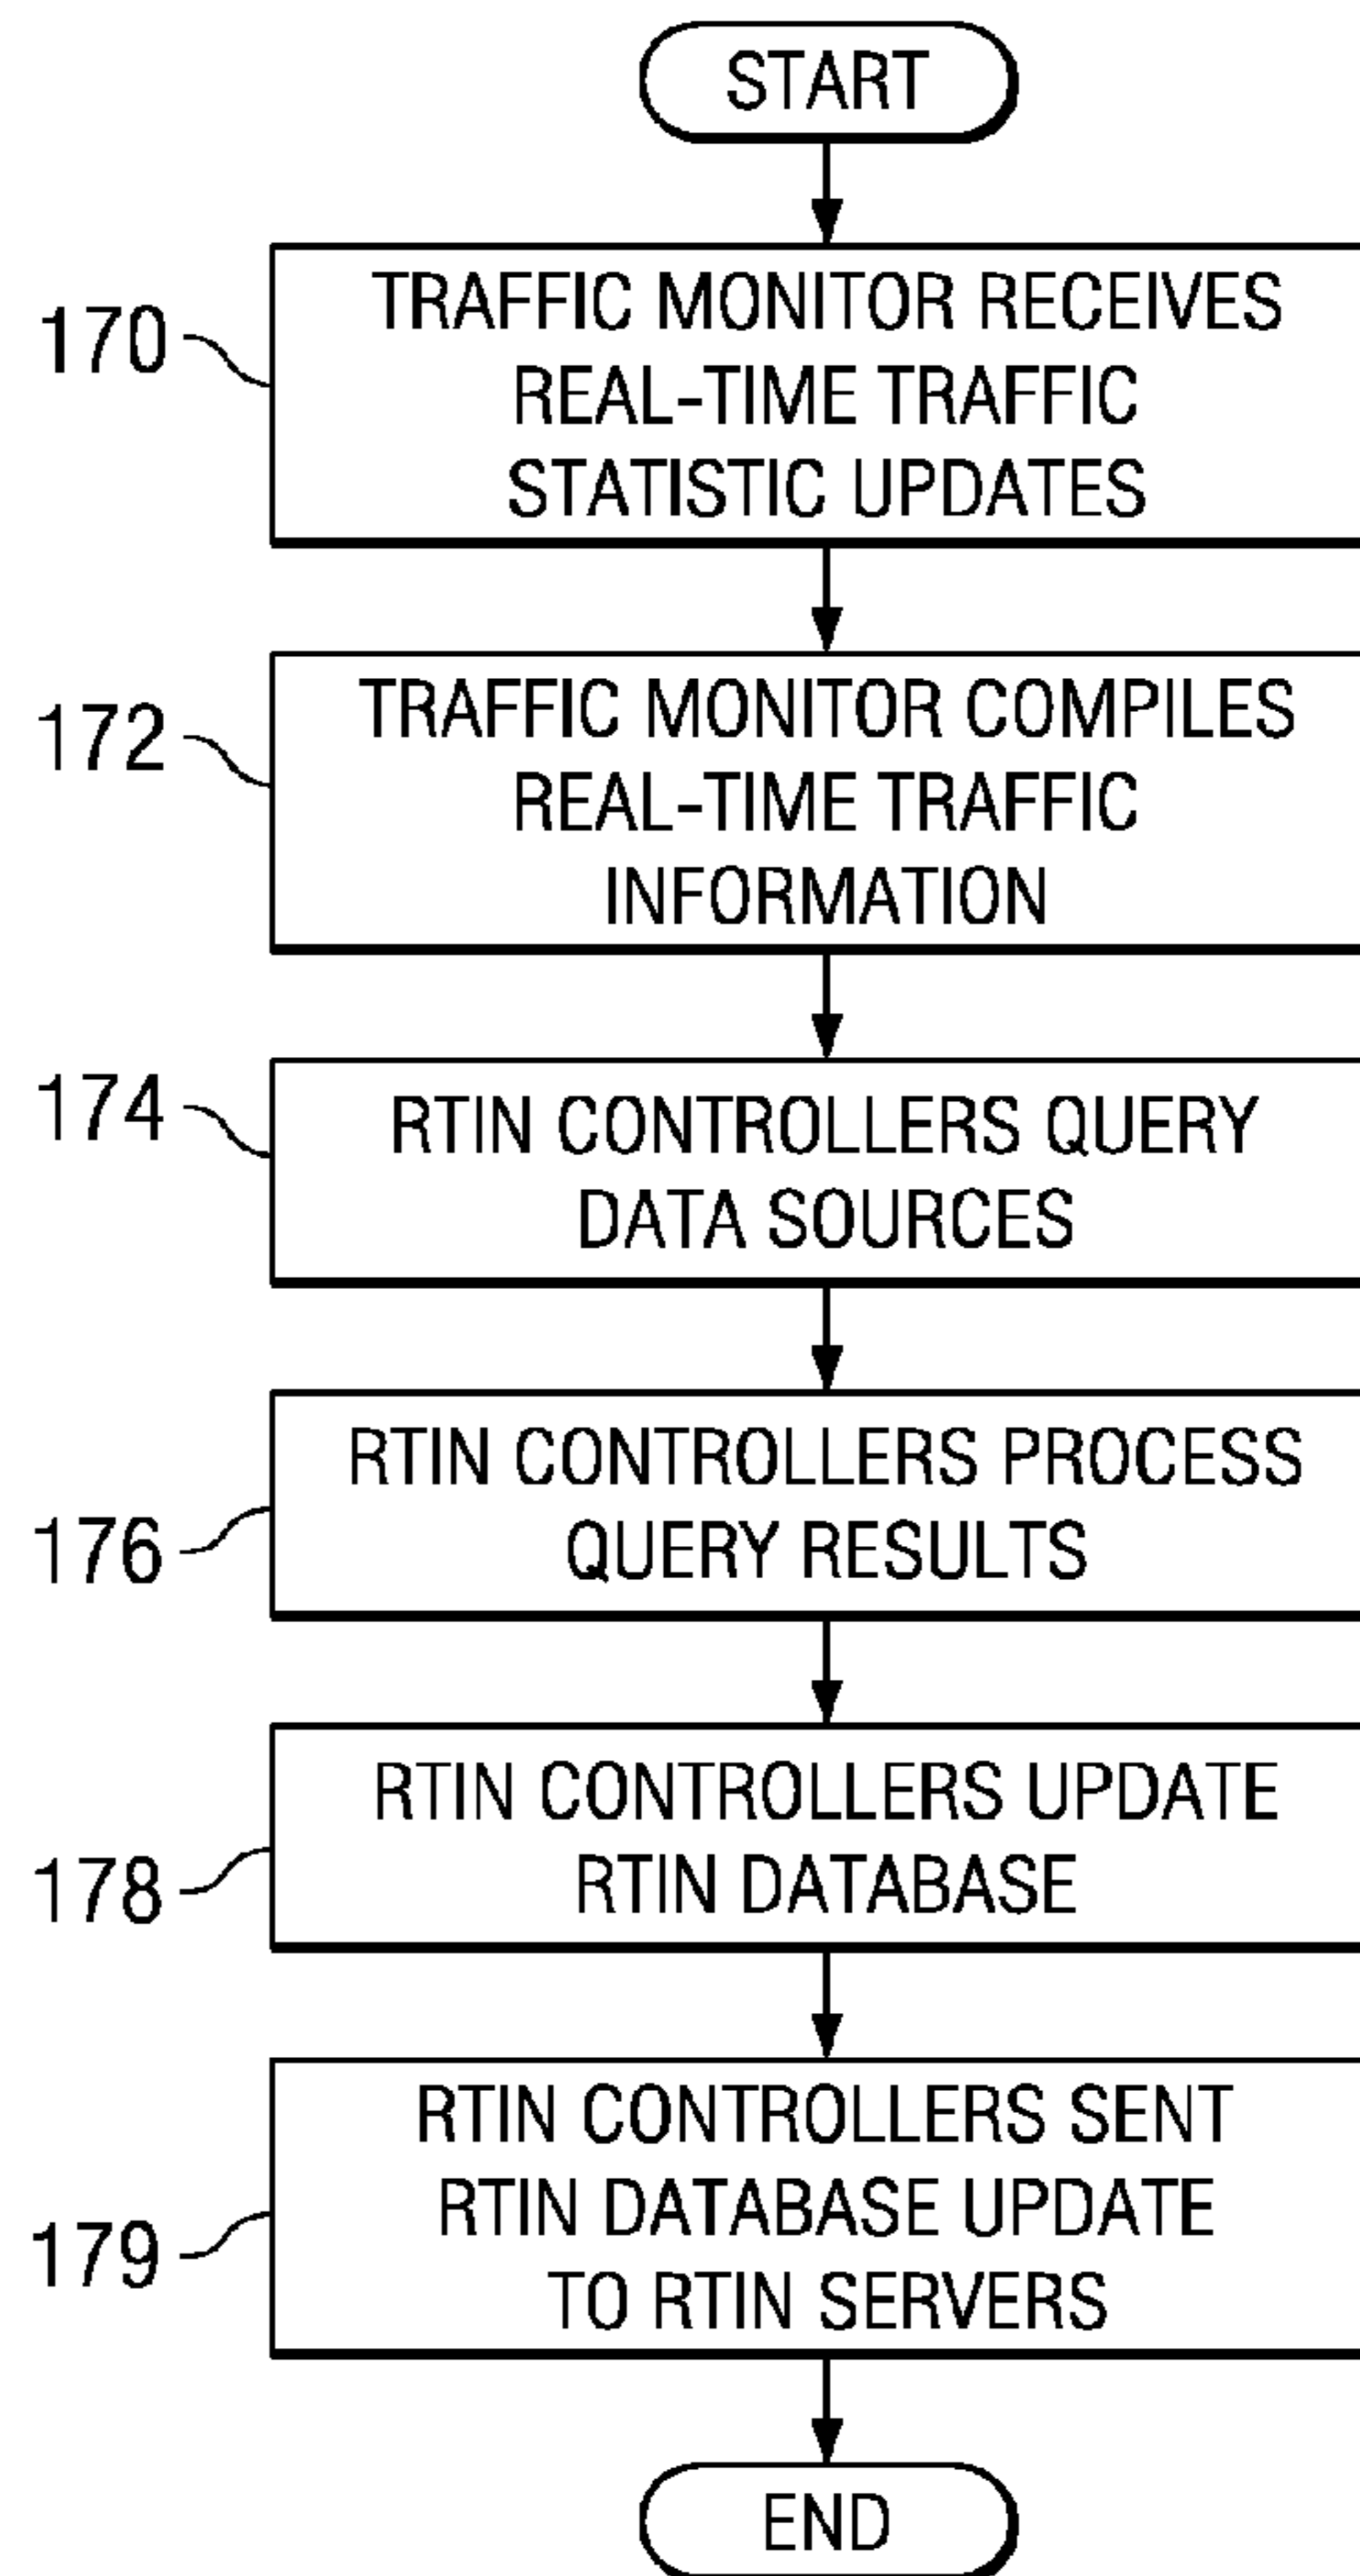 START
170
TRAFFIC MONITOR RECEIVES
REAL-TIME TRAFFIC
STATISTIC UPDATES
172
TRAFFIC MONITOR COMPILES
REAL-TIME TRAFFIC
INFORMATION
174
RTIN CONTROLLERS QUERY
DATA SOURCES
176
RTIN CONTROLLERS PROCESS
QUERY RESULTS
178
RTIN CONTROLLERS UPDATE
RTIN DATABASE
179
RTIN CONTROLLERS SENT
RTIN DATABASE UPDATE
TO RTIN SERVERS
END